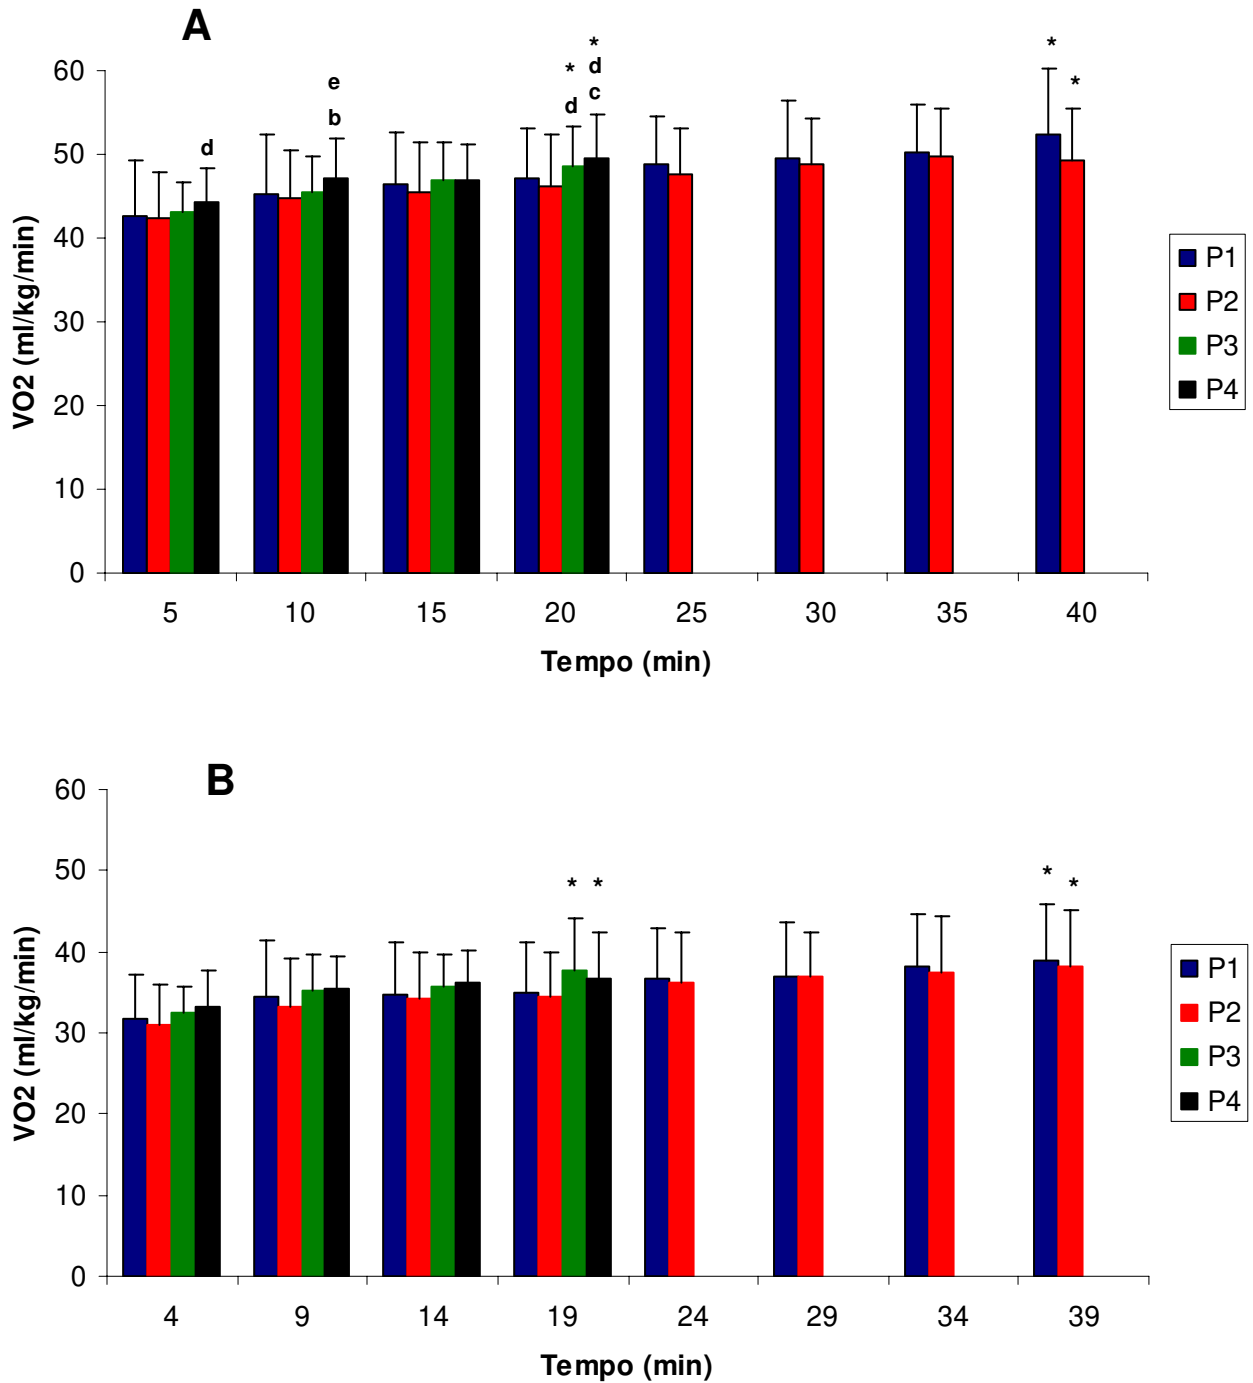 A
*
* d
c
e
b
d
d
*
*
60
50
40
30
20
10
0
VO2 (ml/kg/min)
5 10 15 20 25 30 35 40
Tempo (min)
P1
P2
P3
P4
B
60
50
40
30
20
10
0
* *
*
*
VO2 (ml/kg/min)
4 9 14 19 24 29 34 39
Tempo (min)
P1
P2
P3
P4